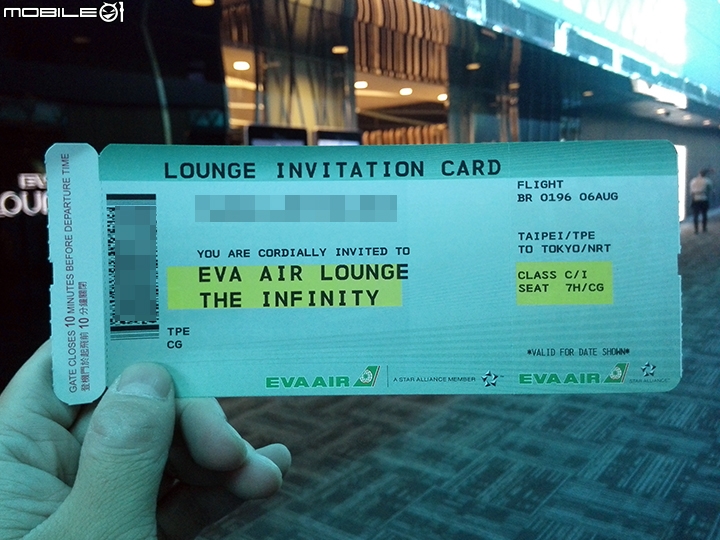 MOBILE01
LOUNGE INVITATION CARD
YOU ARE CORDIALLY INVITED TO
EVA AIR LOUNGE
THE INFINITY
TPE
CG
FLIGHT
BR 0196 06AUG
TAIPEI/TPE
TO TOKYO/NRT
CLASS C/I
SEAT 7H/CG
*VALID FOR DATE SHOWN*
EVA AIR
A STAR ALLIANCE MEMBER
EVA AIR
STAR ALLIANCE
GATE CLOSES 10 MINUTES BEFORE DEPARTURE TIME
登機門於起飛前 10 分鐘關閉